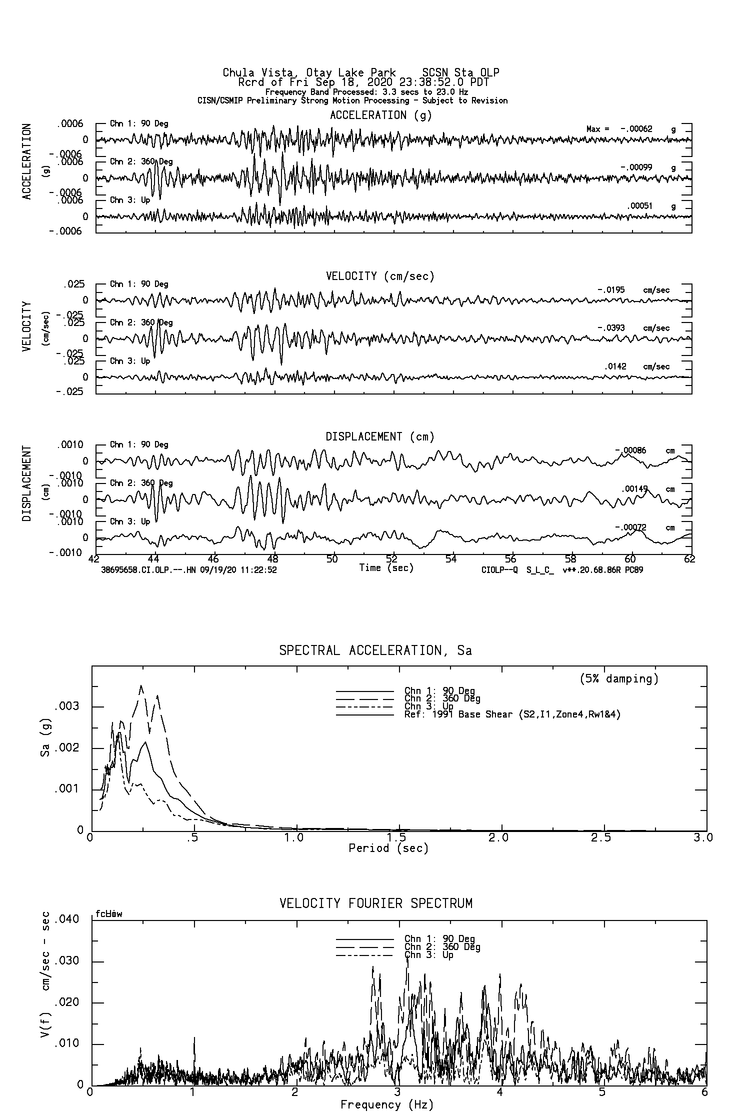 Chula Vista, Otay Lake Park    SCSN Sta OLP
Rcrd of Fri Sep 18, 2020 23:38:52.0 PDT
Frequency Band Processed: 3.3 secs to 23.0 Hz
CISN/CSMIP Preliminary Strong Motion Processing - Subject to Revision
ACCELERATION (g)
ACCELERATION
(g)
.0006
0
-.0006
Chn 1: 90 Deg
Max = -.00062 g
.0006
0
-.0006
Chn 2: 360 Deg
-.00099 g
.0006
0
-.0006
Chn 3: Up
.00051 g
VELOCITY (cm/sec)
VELOCITY
(cm/sec)
.025
0
-.025
Chn 1: 90 Deg
-.0195 cm/sec
.025
0
-.025
Chn 2: 360 Deg
-.0393 cm/sec
.025
0
-.025
Chn 3: Up
.0142 cm/sec
DISPLACEMENT (cm)
DISPLACEMENT
(cm)
.0010
0
-.0010
Chn 1: 90 Deg
-.00086 cm
.0010
0
-.0010
Chn 2: 360 Deg
.00149 cm
.0010
0
-.0010
Chn 3: Up
-.00072 cm
42 44 46 48 50 52 54 56 58 60 62
Time (sec)
38695658.CI.OLP.--.HN 09/19/20 11:22:52
CIOLP--Q S_L_C_ v++.20.68.86R PC89
SPECTRAL ACCELERATION, Sa
(5% damping)
Chn 1: 90 Deg
Chn 2: 360 Deg
Chn 3: Up
Ref: 1991 Base Shear (S2,I1,Zone4,Rw1&4)
Sa (g)
.003
.002
.001
0
0 .5 1.0 1.5 2.0 2.5 3.0
Period (sec)
VELOCITY FOURIER SPECTRUM
Chn 1: 90 Deg
Chn 2: 360 Deg
Chn 3: Up
V(f) cm/sec - sec
.040
.030
.020
.010
0
0 1 2 3 4 5 6
Frequency (Hz)